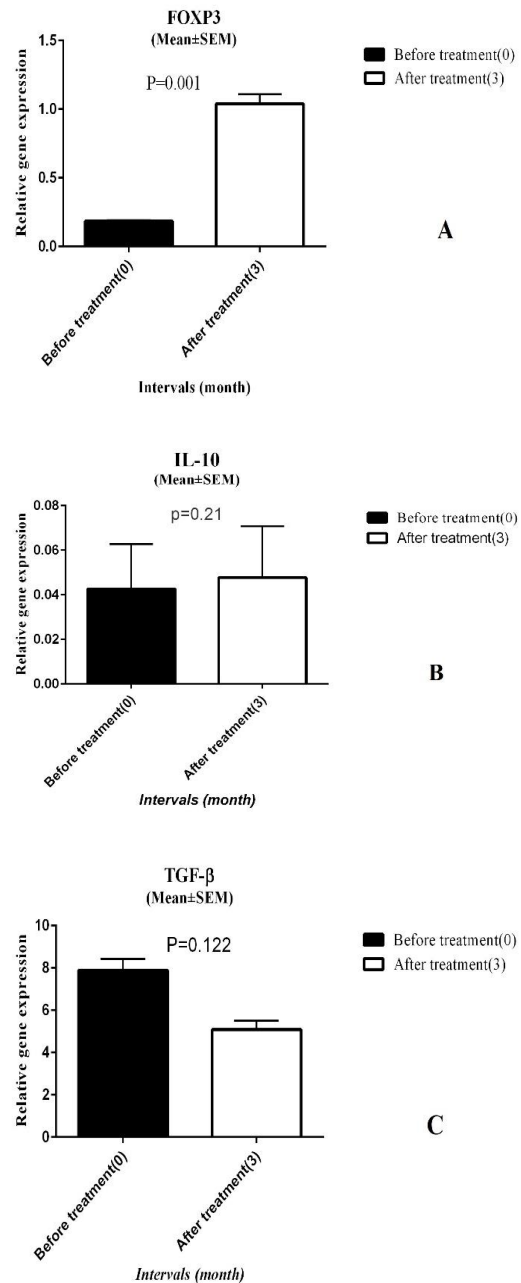 FOXP3
(Mean±SEM)
Relative gene expression
1.5
1.0
0.5
0.0
P=0.001
Before treatment(0)
After treatment(3)
Before treatment(0)
After treatment(3)
Intervals (month)
A
IL-10
(Mean±SEM)
Relative gene expression
0.08
0.06
0.04
0.02
0.00
p=0.21
Before treatment(0)
After treatment(3)
Before treatment(0)
After treatment(3)
Intervals (month)
B
TGF-β
(Mean±SEM)
Relative gene expression
10
8
6
4
2
0
P=0.122
Before treatment(0)
After treatment(3)
Before treatment(0)
After treatment(3)
Intervals (month)
C